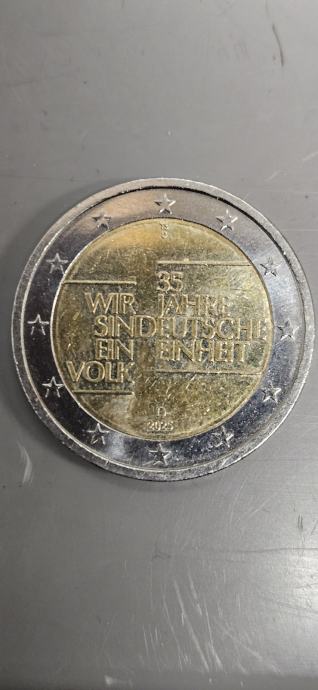 35
WIR JAHRE
SINDEUTSCHE
EIN EINHEIT
VOLK
D
2025